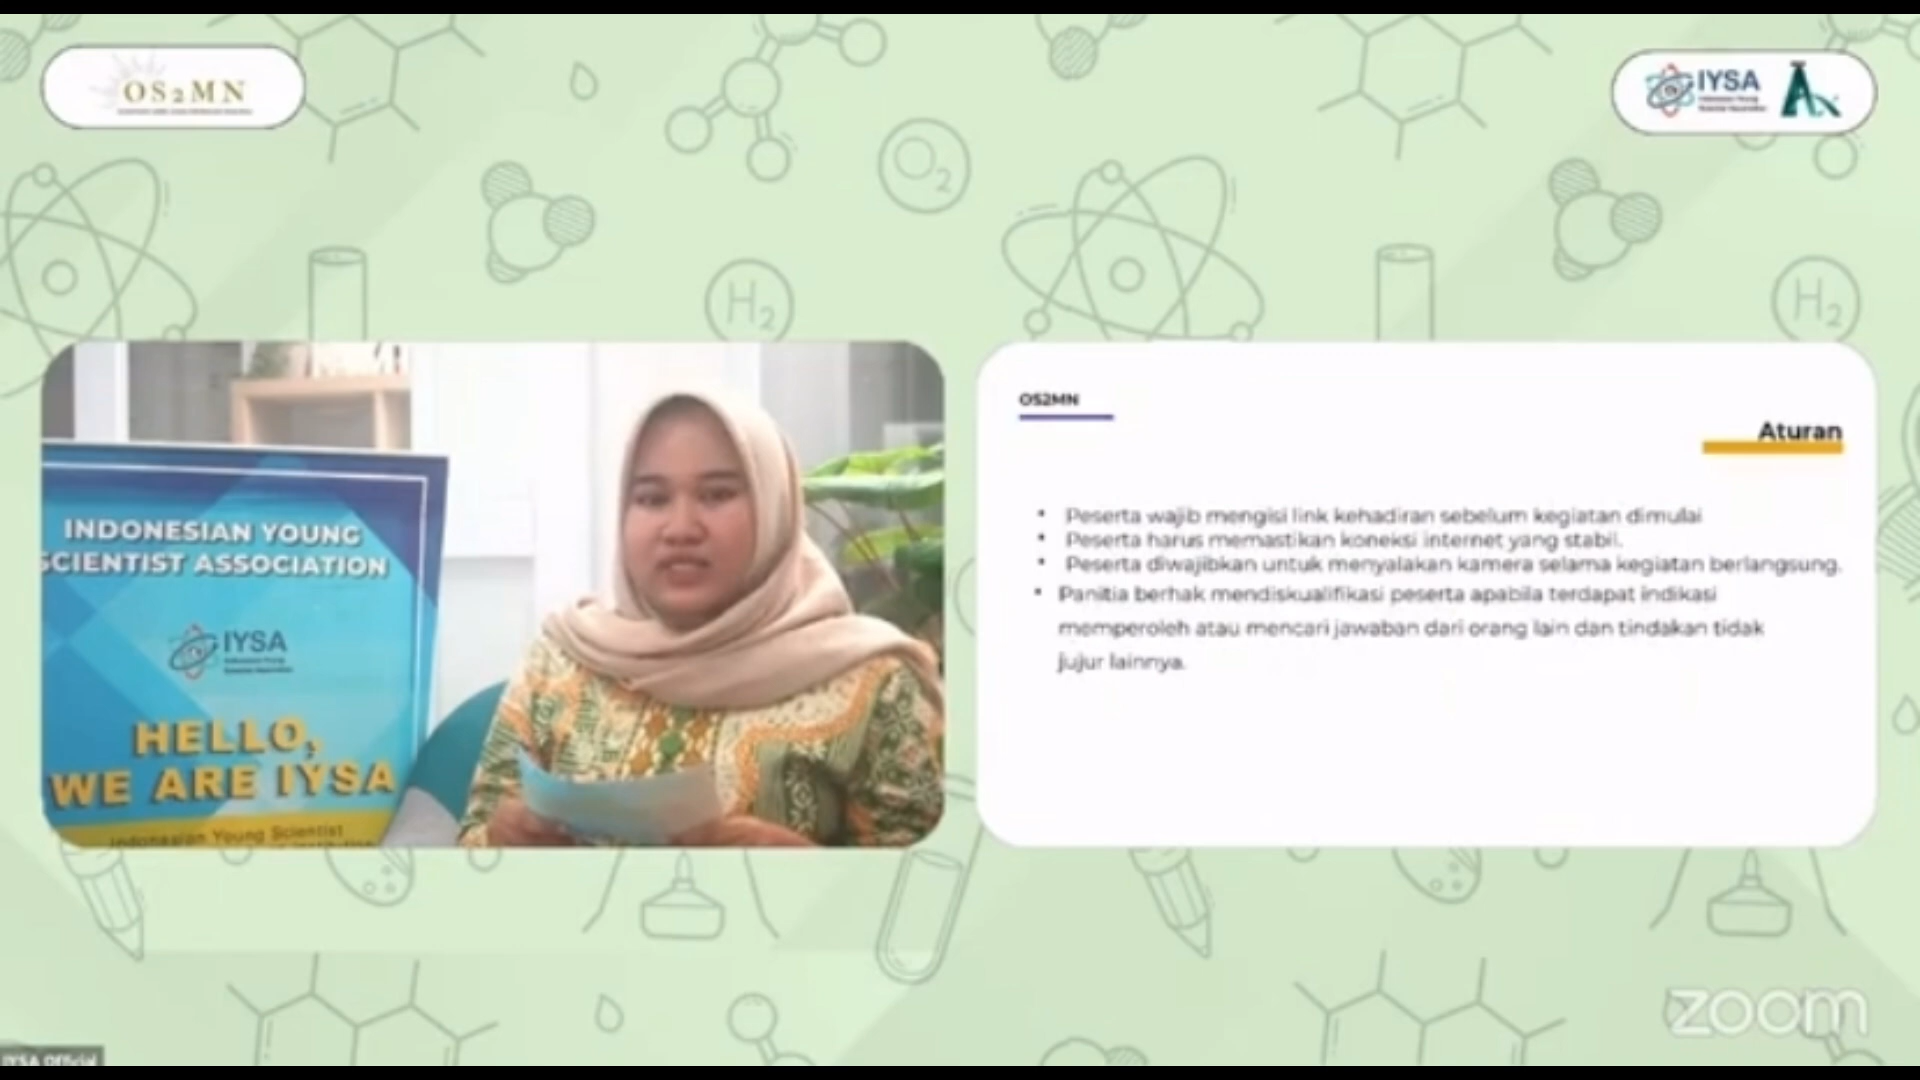 OS2MN
IYSA
O2
H2
H2
INDONESIAN YOUNG
SCIENTIST ASSOCIATION
IYSA
HELLO,
WE ARE IYSA
Indonesian Young Scientist
OS2MN
Aturan
• Peserta wajib mengisi link kehadiran sebelum kegiatan dimulai
• Peserta harus memastikan koneksi internet yang stabil.
• Peserta diwajibkan untuk menyalakan kamera selama kegiatan berlangsung.
• Panitia berhak mendiskualifikasi peserta apabila terdapat indikasi
memperoleh atau mencari jawaban dari orang lain dan tindakan tidak
jujur lainnya.
zoom
IYSA Official